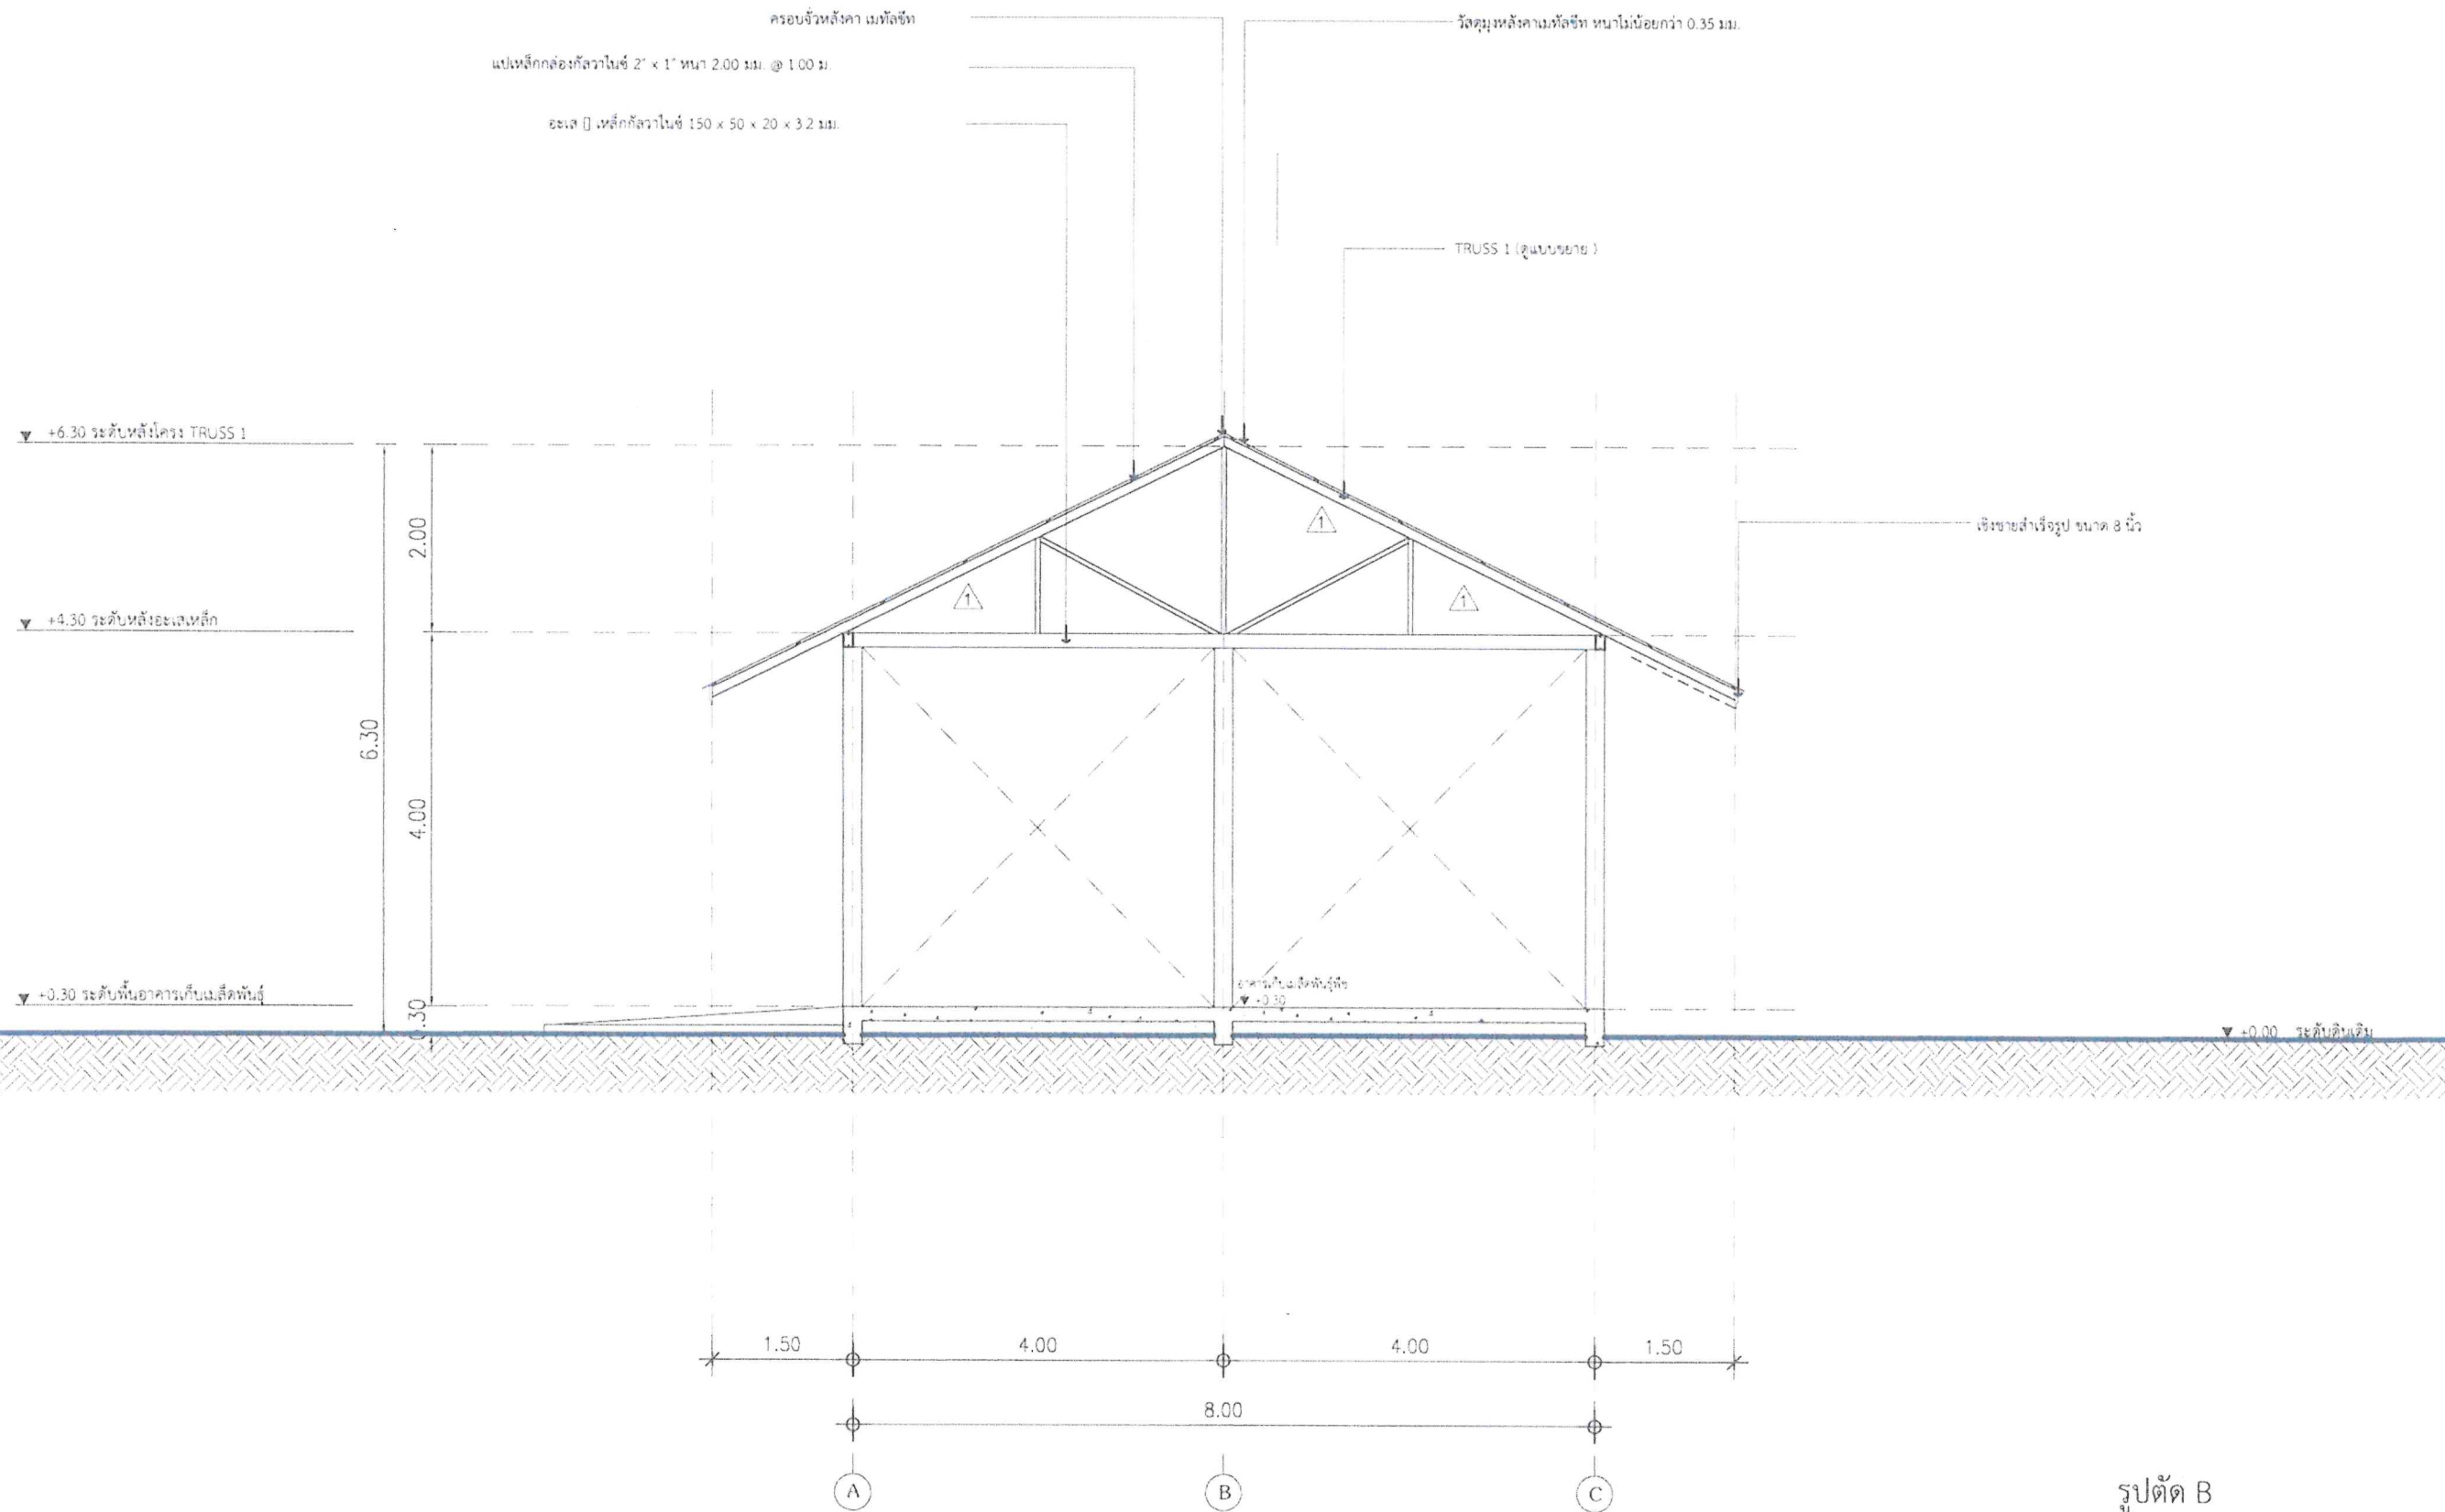 ครอบจั่วหลังคา เมทัลชีท
วัสดุมุงหลังคาเมทัลชีท หนาไม่น้อยกว่า 0.35 มม.
แปเหล็กกล่องกัลวาไนซ์ 2" x 1" หนา 2.00 มม. @ 1.00 ม.
อะเส [] เหล็กกัลวาไนซ์ 150 x 50 x 20 x 3.2 มม.
TRUSS 1 (ดูแบบขยาย )
+6.30 ระดับหลังโครง TRUSS 1
1
เชิงชายสำเร็จรูป ขนาด 8 นิ้ว
2.00
1
1
+4.30 ระดับหลังอะเสเหล็ก
6.30
4.00
อาคารเก็บเมล็ดพันธุ์พืช
+0.30
+0.30 ระดับพื้นอาคารเก็บเมล็ดพันธุ์
0.30
+0.00 ระดับดินเดิม
1.50
4.00
4.00
1.50
8.00
A
B
C
รูปตัด B